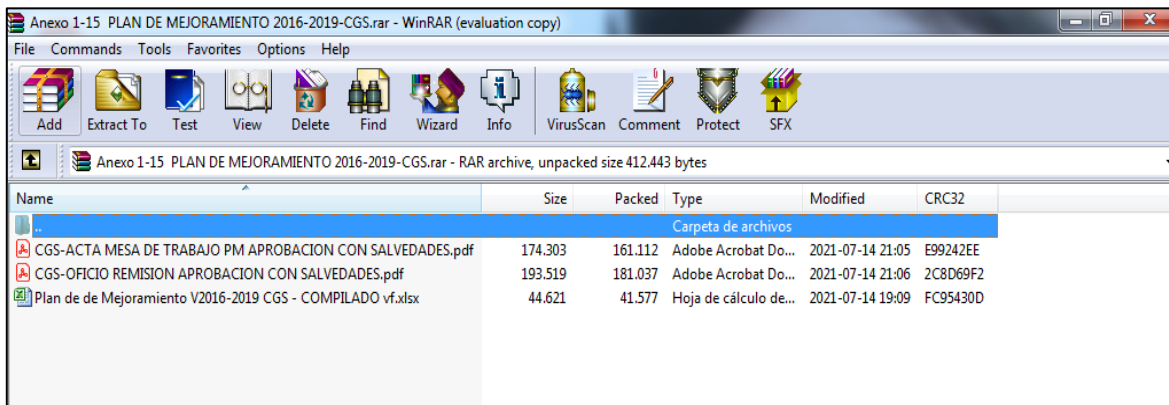 Anexo 1-15 PLAN DE MEJORAMIENTO 2016-2019-CGS.rar - WinRAR (evaluation copy)
File Commands Tools Favorites Options Help
Add Extract To Test View Delete Find Wizard Info VirusScan Comment Protect SFX
Anexo 1-15 PLAN DE MEJORAMIENTO 2016-2019-CGS.rar - RAR archive, unpacked size 412.443 bytes
Name Size Packed Type Modified CRC32
.. Carpeta de archivos
CGS-ACTA MESA DE TRABAJO PM APROBACION CON SALVEDADES.pdf 174.303 161.112 Adobe Acrobat Do... 2021-07-14 21:05 E99242EE
CGS-OFICIO REMISION APROBACION CON SALVEDADES.pdf 193.519 181.037 Adobe Acrobat Do... 2021-07-14 21:06 2C8D69F2
Plan de de Mejoramiento V2016-2019 CGS - COMPILADO vf.xlsx 44.621 41.577 Hoja de cálculo de... 2021-07-14 19:09 FC95430D